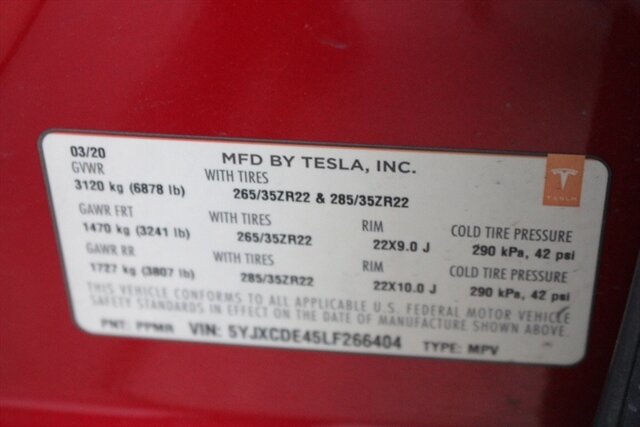 03/20 MFD BY TESLA, INC.
GVWR WITH TIRES
3120 kg (6878 lb) 265/35ZR22 & 285/35ZR22
GAWR FRT WITH TIRES RIM COLD TIRE PRESSURE
1470 kg (3241 lb) 265/35ZR22 22X9.0 J 290 kPa, 42 psi
GAWR RR WITH TIRES RIM COLD TIRE PRESSURE
1727 kg (3807 lb) 285/35ZR22 22X10.0 J 290 kPa, 42 psi
THIS VEHICLE CONFORMS TO ALL APPLICABLE U.S. FEDERAL MOTOR VEHICLE
SAFETY STANDARDS IN EFFECT ON THE DATE OF MANUFACTURE SHOWN ABOVE.
PNT: PPMR VIN: 5YJXCDE45LF266404 TYPE: MPV
TESLA